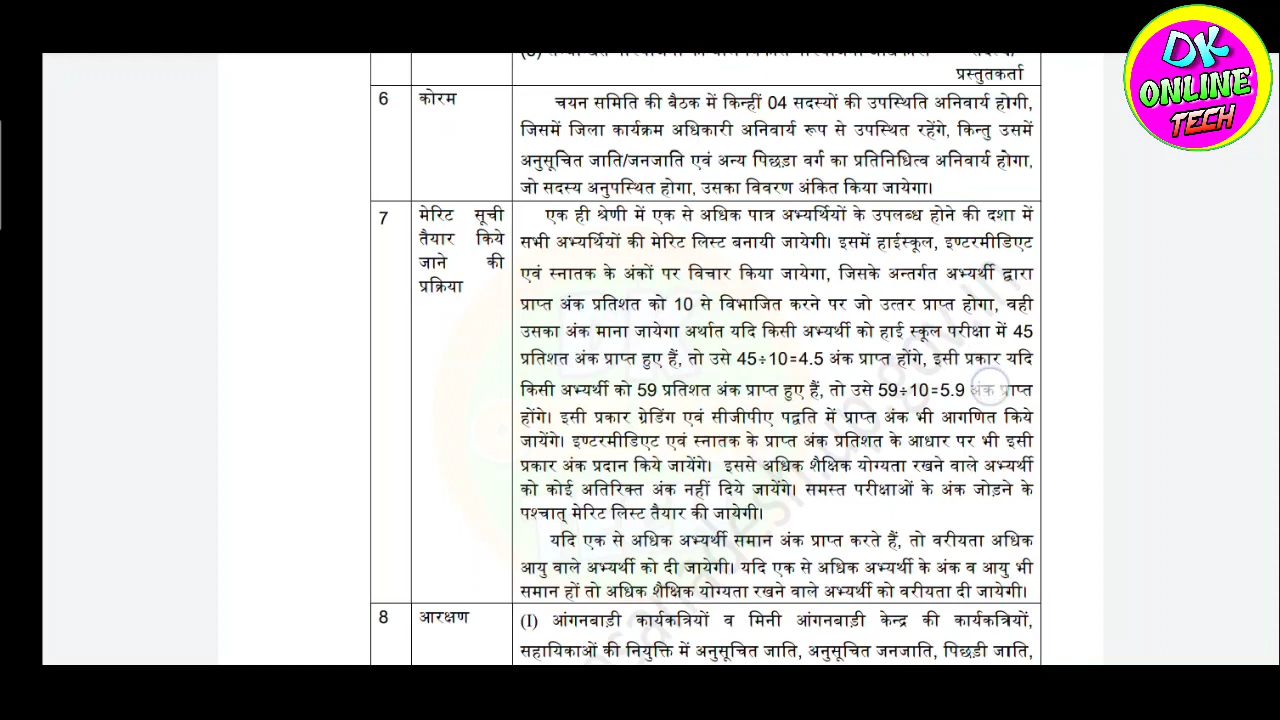 प्रस्तुतकर्ता
6 कोरम चयन समिति की बैठक में किन्हीं 04 सदस्यों की उपस्थिति अनिवार्य होगी,
जिसमें जिला कार्यक्रम अधिकारी अनिवार्य रूप से उपस्थित रहेंगे, किन्तु उसमें
अनुसूचित जाति/जनजाति एवं अन्य पिछड़ा वर्ग का प्रतिनिधित्व अनिवार्य होगा,
जो सदस्य अनुपस्थित होगा, उसका विवरण अंकित किया जायेगा।
7 मेरिट सूची
तैयार किये
जाने की
प्रक्रिया
एक ही श्रेणी में एक से अधिक पात्र अभ्यर्थियों के उपलब्ध होने की दशा में
सभी अभ्यर्थियों की मेरिट लिस्ट बनायी जायेगी। इसमें हाईस्कूल, इण्टरमीडिएट
एवं स्नातक के अंकों पर विचार किया जायेगा, जिसके अन्तर्गत अभ्यर्थी द्वारा
प्राप्त अंक प्रतिशत को 10 से विभाजित करने पर जो उत्तर प्राप्त होगा, वही
उसका अंक माना जायेगा अर्थात यदि किसी अभ्यर्थी को हाई स्कूल परीक्षा में 45
प्रतिशत अंक प्राप्त हुए हैं, तो उसे 45÷10=4.5 अंक प्राप्त होंगे, इसी प्रकार यदि
किसी अभ्यर्थी को 59 प्रतिशत अंक प्राप्त हुए हैं, तो उसे 59÷10=5.9 अंक प्राप्त
होंगे। इसी प्रकार ग्रेडिंग एवं सीजीपीए पद्वति में प्राप्त अंक भी आगणित किये
जायेंगे। इण्टरमीडिएट एवं स्नातक के प्राप्त अंक प्रतिशत के आधार पर भी इसी
प्रकार अंक प्रदान किये जायेंगे। इससे अधिक शैक्षिक योग्यता रखने वाले अभ्यर्थी
को कोई अतिरिक्त अंक नहीं दिये जायेंगे। समस्त परीक्षाओं के अंक जोड़ने के
पश्चात् मेरिट लिस्ट तैयार की जायेगी।
यदि एक से अधिक अभ्यर्थी समान अंक प्राप्त करते हैं, तो वरीयता अधिक
आयु वाले अभ्यर्थी को दी जायेगी। यदि एक से अधिक अभ्यर्थी के अंक व आयु भी
समान हों तो अधिक शैक्षिक योग्यता रखने वाले अभ्यर्थी को वरीयता दी जायेगी।
8 आरक्षण (I) आंगनबाड़ी कार्यकत्रियों व मिनी आंगनबाड़ी केन्द्र की कार्यकत्रियों,
सहायिकाओं की नियुक्ति में अनुसूचित जाति, अनुसूचित जनजाति, पिछड़ी जाति,
DK
ONLINE
TECH